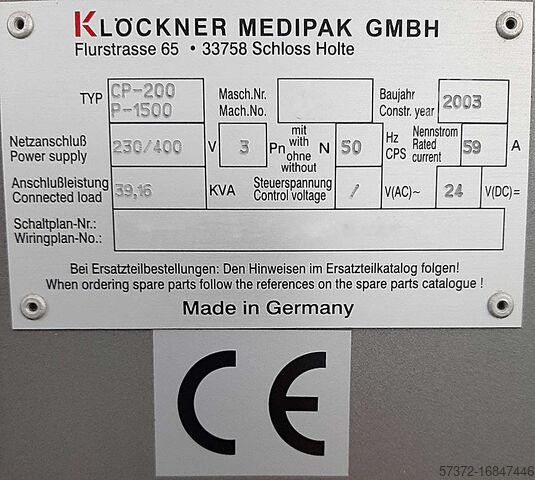 KLÖCKNER MEDIPAK GMBH
Flurstrasse 65 • 33758 Schloss Holte
TYP CP-200 P-1500 Masch.Nr. Mach.No. Baujahr Constr. year 2003
Netzanschluß Power supply 230/400 V 3 Pn mit with ohne without N 50 Hz CPS Nennstrom Rated current 59 A
Anschlußleistung Connected load 39,16 KVA Steuerspannung Control voltage / V(AC)~ 24 V(DC)=
Schaltplan-Nr.:
Wiringplan-No.:
Bei Ersatzteilbestellungen: Den Hinweisen im Ersatzteilkatalog folgen!
When ordering spare parts follow the references on the spare parts catalogue !
Made in Germany
CE
57372-16847446